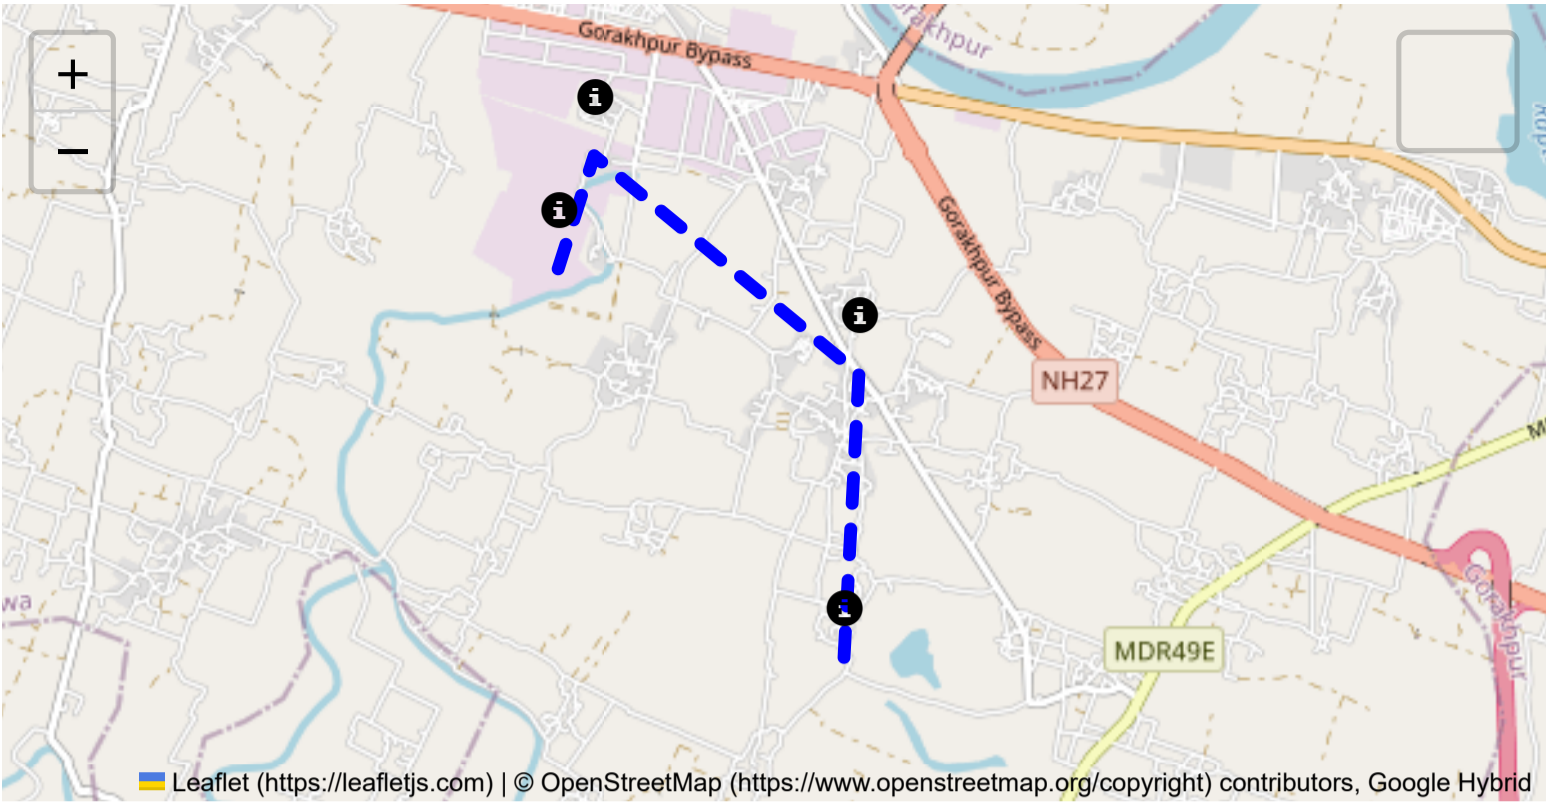 +
−
Gorakhpur Bypass
Gorakhpur
Gorakhpur Bypass
NH27
MDR49E
Gorakhpur
wa
Leaflet (https://leafletjs.com) | © OpenStreetMap (https://www.openstreetmap.org/copyright) contributors, Google Hybrid